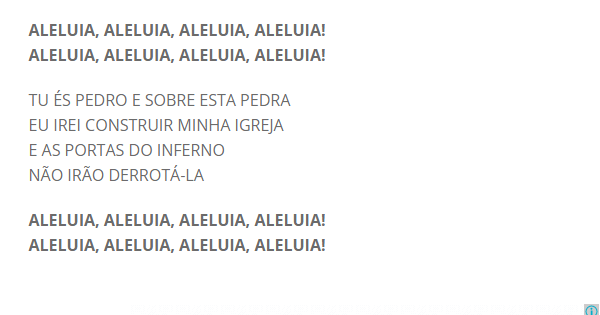 ALELUIA, ALELUIA, ALELUIA, ALELUIA!
ALELUIA, ALELUIA, ALELUIA, ALELUIA!
TU ÉS PEDRO E SOBRE ESTA PEDRA
EU IREI CONSTRUIR MINHA IGREJA
E AS PORTAS DO INFERNO
NÃO IRÃO DERROTÁ-LA
ALELUIA, ALELUIA, ALELUIA, ALELUIA!
ALELUIA, ALELUIA, ALELUIA, ALELUIA!